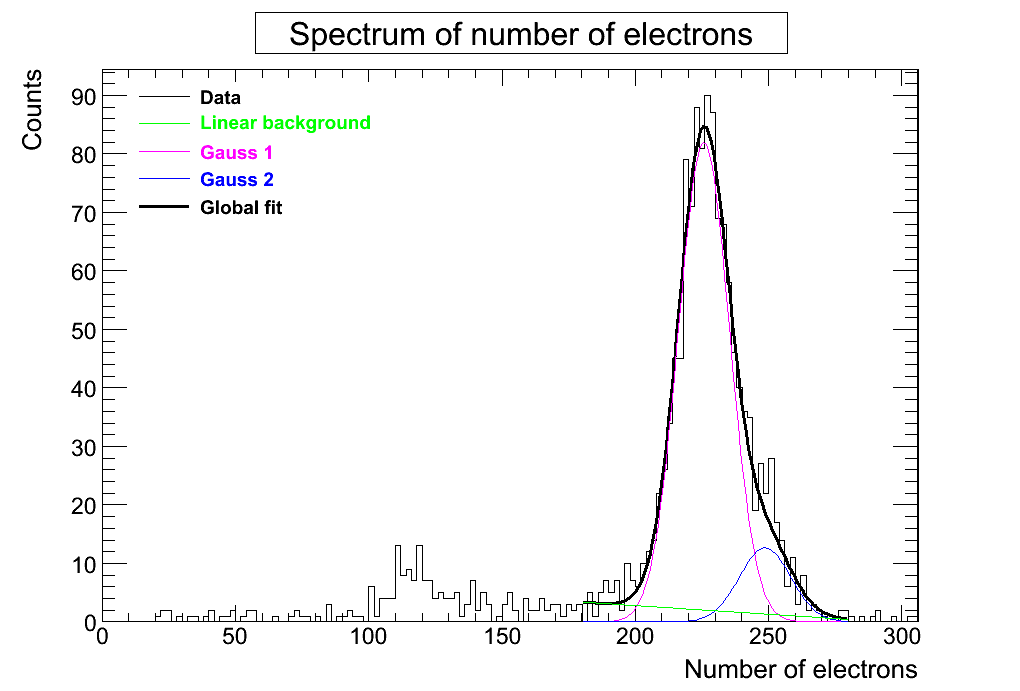 Spectrum of number of electrons
Counts
Data
Linear background
Gauss 1
Gauss 2
Global fit
90
80
70
60
50
40
30
20
10
0
0 50 100 150 200 250 300
Number of electrons